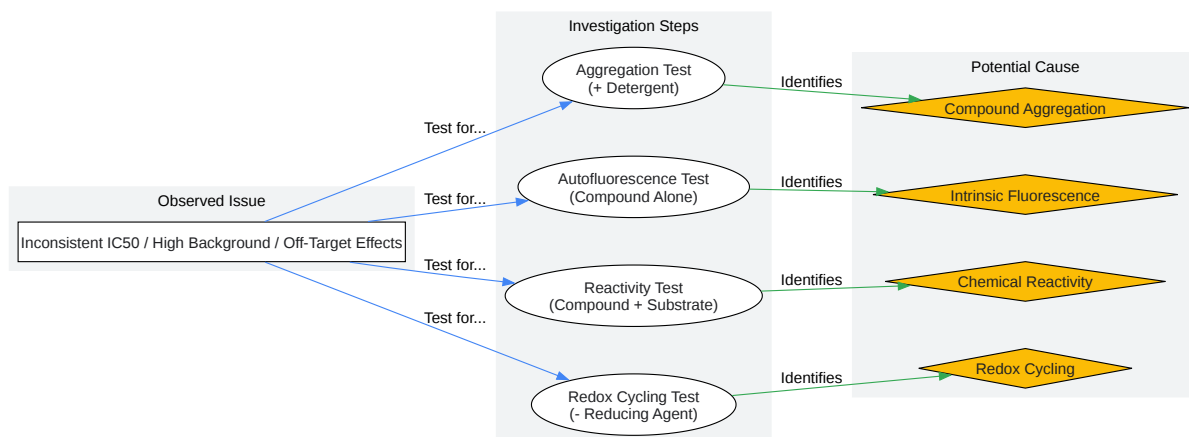 Investigation Steps
Aggregation Test
(+ Detergent)
Identifies
Potential Cause
Compound Aggregation
Test for...
Autofluorescence Test
(Compound Alone)
Identifies
Intrinsic Fluorescence
Test for...
Observed Issue
Inconsistent IC50 / High Background / Off-Target Effects
Test for...
Reactivity Test
(Compound + Substrate)
Identifies
Chemical Reactivity
Test for...
Redox Cycling Test
(- Reducing Agent)
Identifies
Redox Cycling